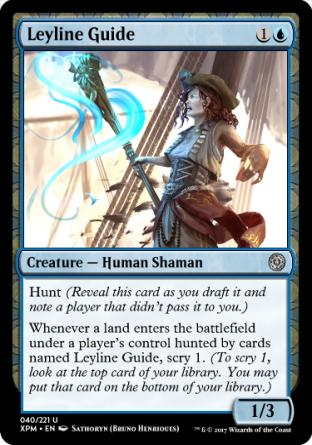 Leyline Guide 1
Creature — Human Shaman
Hunt (Reveal this card as you draft it and
note a player that didn't pass it to you.)
Whenever a land enters the battlefield
under a player's control hunted by cards
named Leyline Guide, scry 1. (To scry 1,
look at the top card of your library. You may
put that card on the bottom of your library.)
1/3
040/221 U
XPM • EN SATHORYN (BRUNO HENRIQUES)
™ & © 2017 Wizards of the Coast